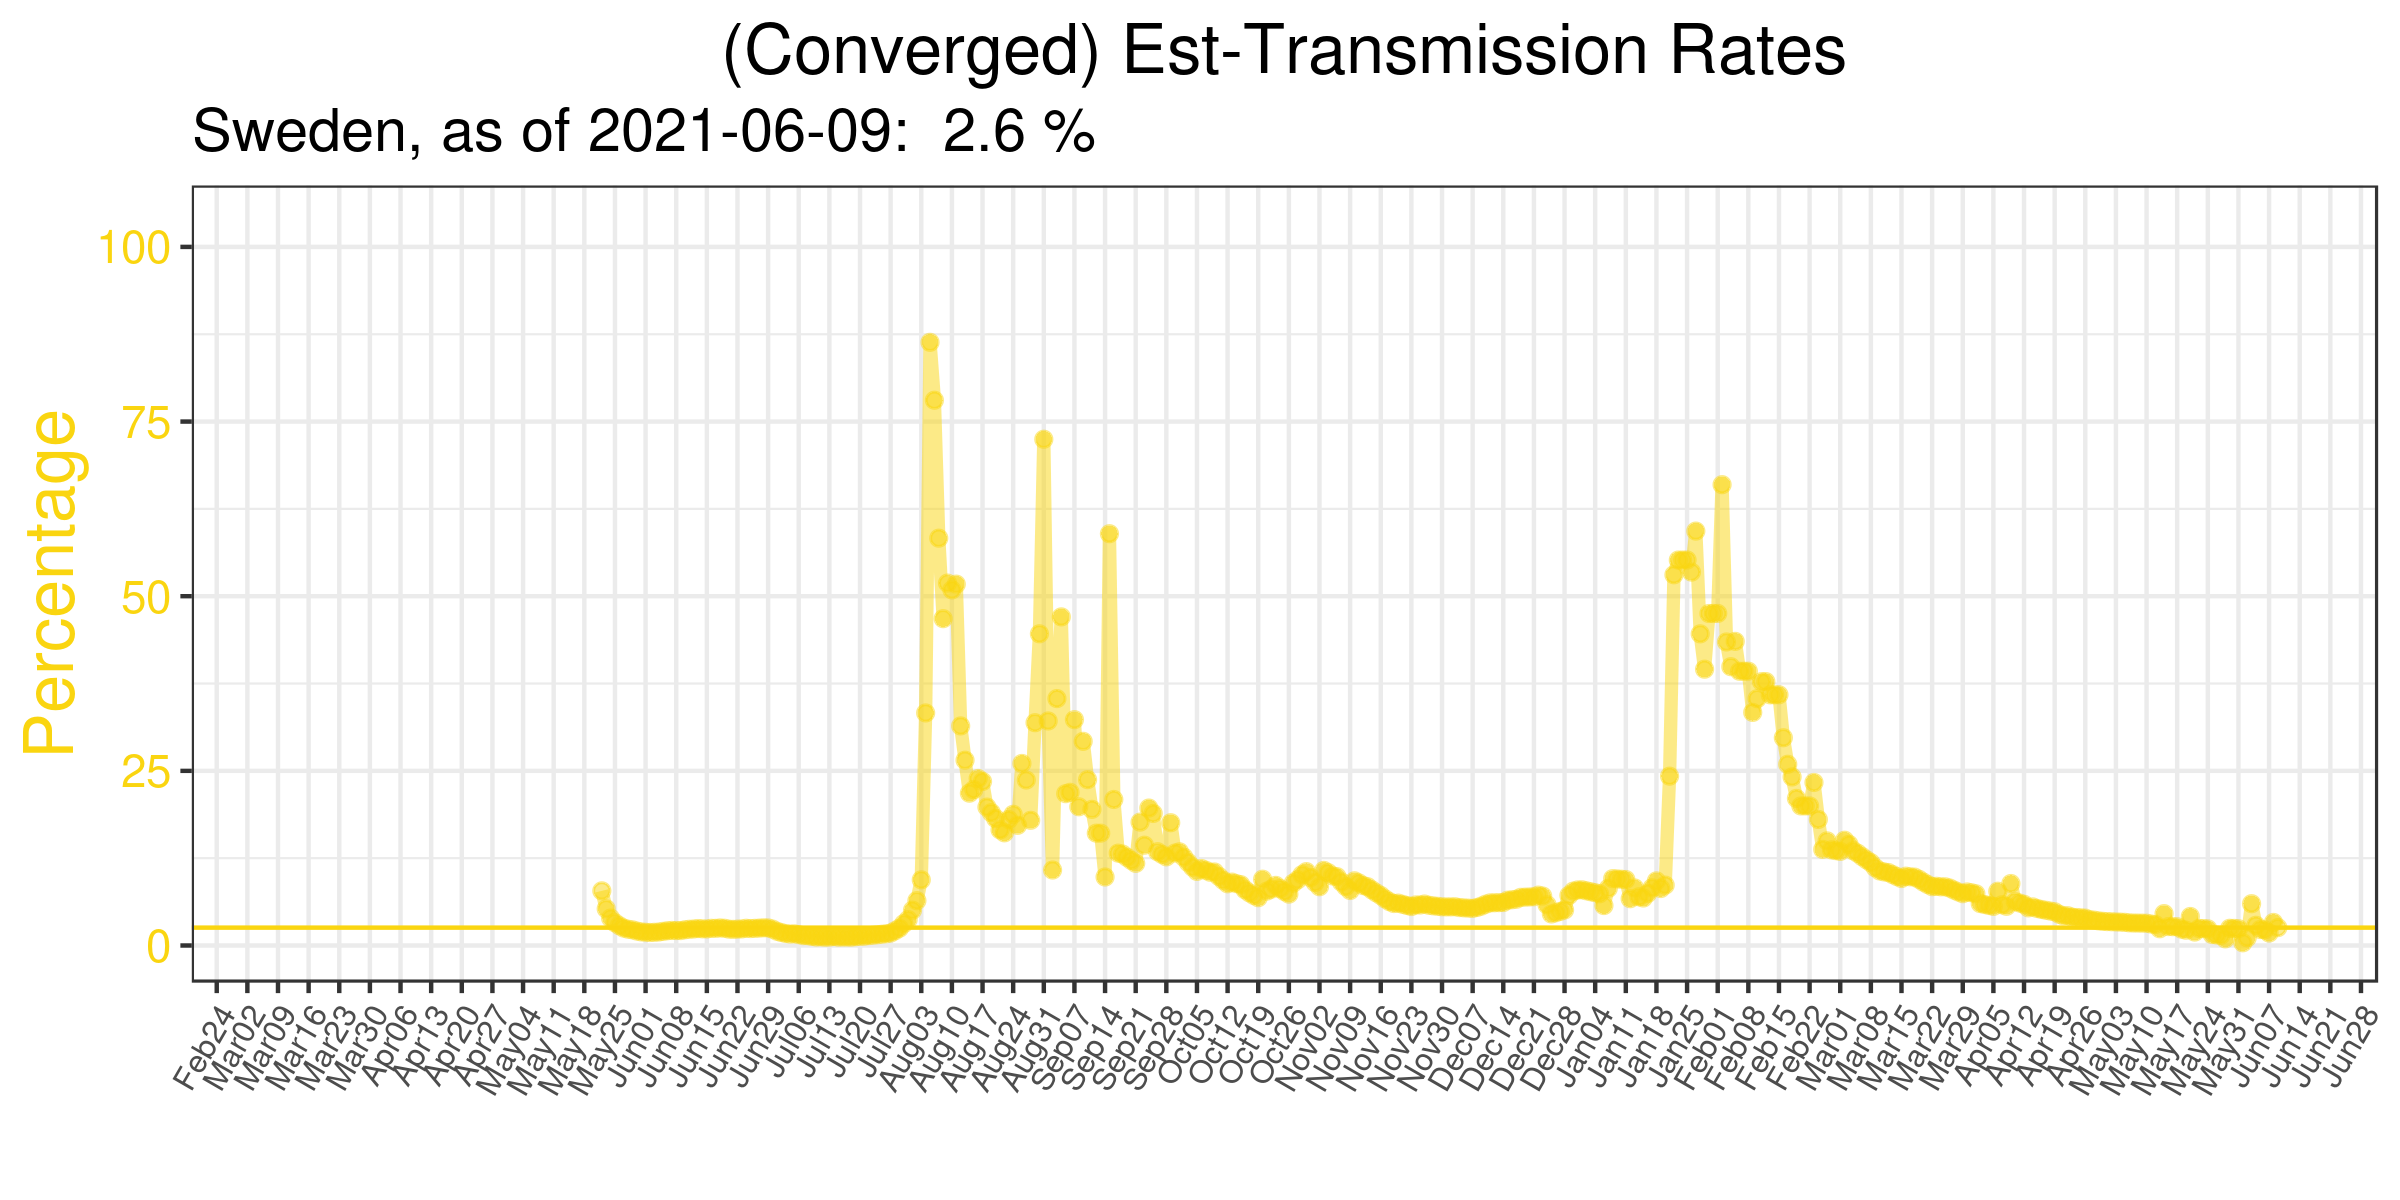 (Converged) Est-Transmission Rates
Sweden, as of 2021-06-09:  2.6 %
Percentage
100
75
50
25
0
Feb24
Mar02
Mar09
Mar16
Mar23
Mar30
Apr06
Apr13
Apr20
Apr27
May04
May11
May18
May25
Jun01
Jun08
Jun15
Jun22
Jun29
Jul06
Jul13
Jul20
Jul27
Aug03
Aug10
Aug17
Aug24
Aug31
Sep07
Sep14
Sep21
Sep28
Oct05
Oct12
Oct19
Oct26
Nov02
Nov09
Nov16
Nov23
Nov30
Dec07
Dec14
Dec21
Dec28
Jan04
Jan11
Jan18
Jan25
Feb01
Feb08
Feb15
Feb22
Mar01
Mar08
Mar15
Mar22
Mar29
Apr05
Apr12
Apr19
Apr26
May03
May10
May17
May24
May31
Jun07
Jun14
Jun21
Jun28